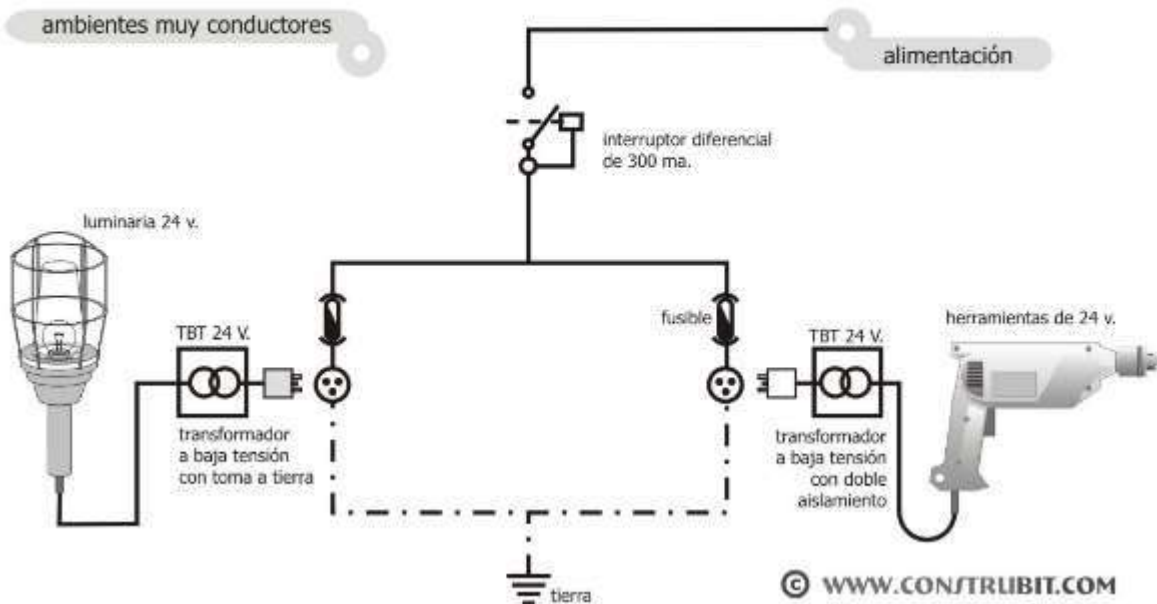 ambientes muy conductores
alimentación
interruptor diferencial
de 300 ma.
luminaria 24 v.
fusible
herramientas de 24 v.
TBT 24 V.
TBT 24 V.
transformador
a baja tensión
con toma a tierra
transformador
a baja tensión
con doble
aislamiento
tierra
© WWW.CONSTRUBIT.COM